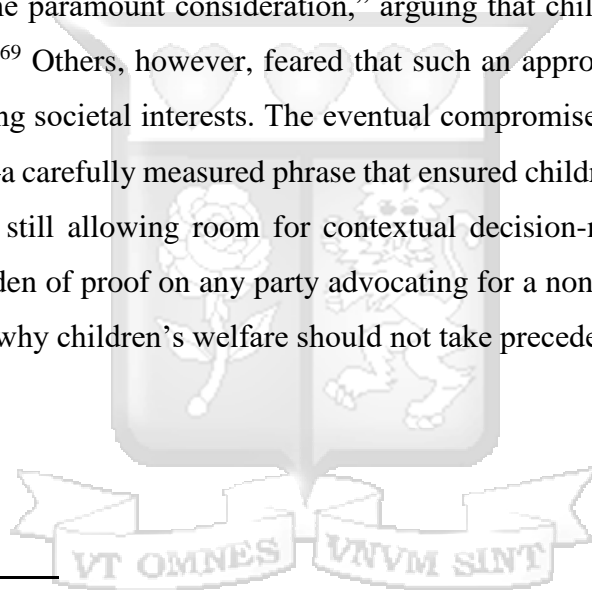 ne paramount consideration,” arguing that chil
69 Others, however, feared that such an appro
ng societal interests. The eventual compromise
a carefully measured phrase that ensured childr
still allowing room for contextual decision-
den of proof on any party advocating for a non
why children’s welfare should not take precede
VT OMNES VNVM SINT